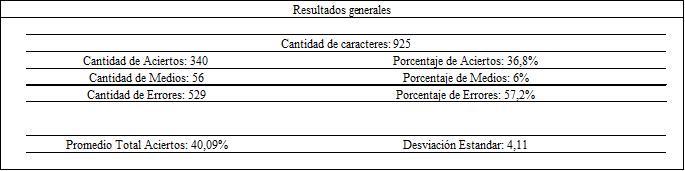 Resultados generales
Cantidad de caracteres: 925
Cantidad de Aciertos: 340 Porcentaje de Aciertos: 36,8%
Cantidad de Medios: 56 Porcentaje de Medios: 6%
Cantidad de Errores: 529 Porcentaje de Errores: 57,2%
Promedio Total Aciertos: 40,09% Desviación Estandar: 4,11